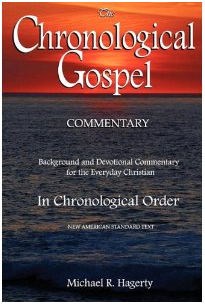 The
Chronological
Gospel
COMMENTARY
Background and Devotional Commentary
for the Everyday Christian
In Chronological Order
NEW AMERICAN STANDARD TEXT
Michael R. Hagerty